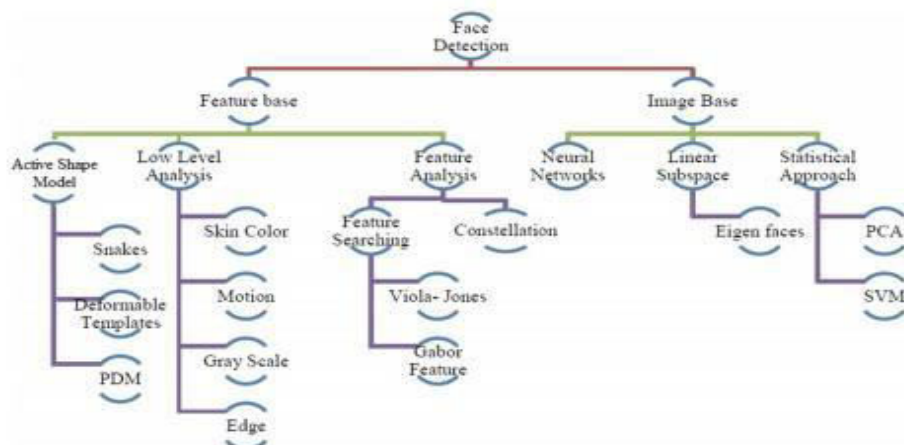 Face
Detection
Feature base
Image Base
Active Shape
Model
Low Level
Analysis
Feature
Analysis
Neural
Networks
Linear
Subspace
Statistical
Approach
Snakes
Deformable
Templates
PDM
Skin Color
Motion
Gray Scale
Edge
Feature
Searching
Constellation
Viola- Jones
Gabor
Feature
Eigen faces
PCA
SVM